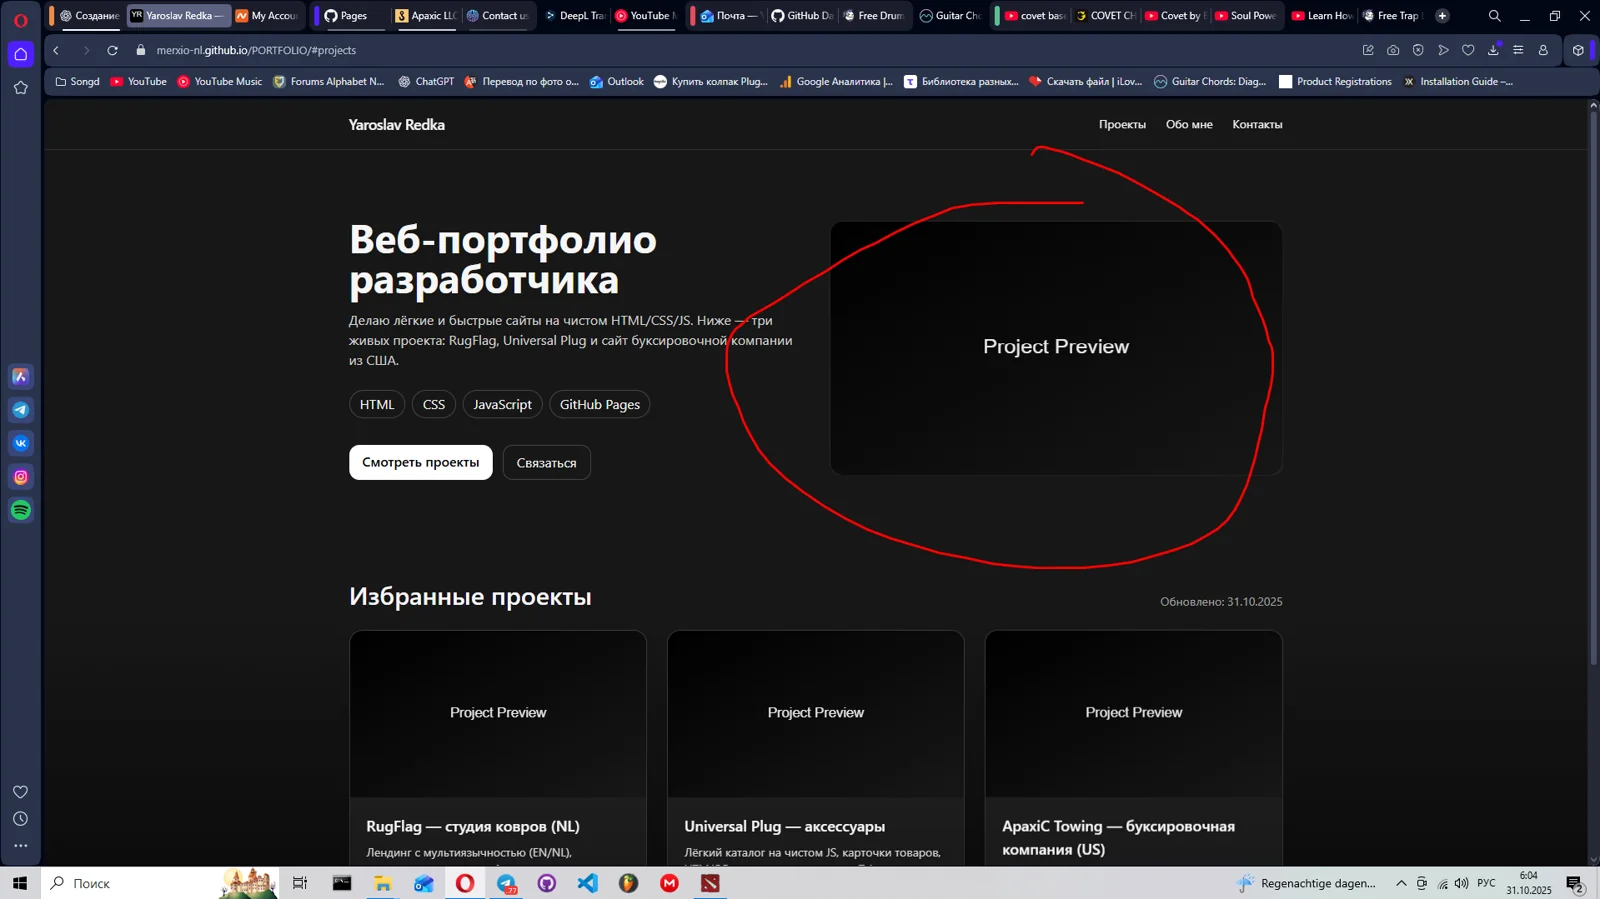 Создание
Yaroslav Redka —
My Accou
Pages
Apaxic LLC
Contact us
DeepL Tra
YouTube M
Почта — Y
GitHub Da
Free Drum
Guitar Cho
covet base
COVET CH
Covet by B
Soul Powe
Learn How
Free Trap L
merxio-nl.github.io/PORTFOLIO/#projects
Songd
YouTube
YouTube Music
Forums Alphabet N...
ChatGPT
Перевод по фото о...
Outlook
Купить колпак Plug...
Google Аналитика |...
Библиотека разных...
Скачать файл | iLov...
Guitar Chords: Diag...
Product Registrations
Installation Guide –...
Yaroslav Redka
Проекты
Обо мне
Контакты
Веб-портфолио
разработчика
Делаю лёгкие и быстрые сайты на чистом HTML/CSS/JS. Ниже — три
живых проекта: RugFlag, Universal Plug и сайт буксировочной компании
из США.
HTML
CSS
JavaScript
GitHub Pages
Смотреть проекты
Связаться
Project Preview
Избранные проекты
Обновлено: 31.10.2025
Project Preview
Project Preview
Project Preview
RugFlag — студия ковров (NL)
Лендинг с мультиязычностью (EN/NL),
Universal Plug — аксессуары
Лёгкий каталог на чистом JS, карточки товаров,
ApaxiC Towing — буксировочная
компания (US)
Поиск
77
Regenachtige dagen...
РУС
6:04
31.10.2025
2